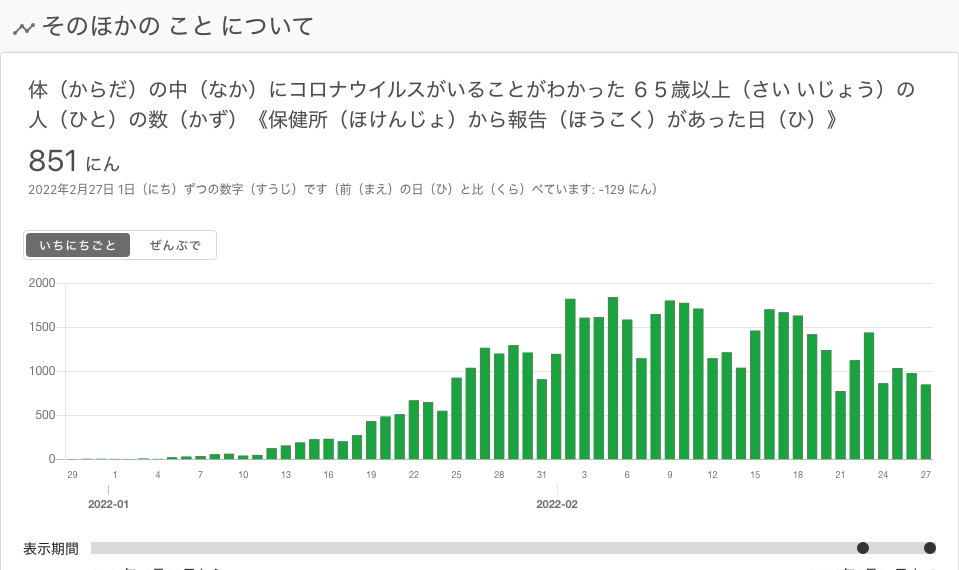 そのほかの こと について
体（からだ）の中（なか）にコロナウイルスがいることがわかった ６５歳以上（さい いじょう）の
人（ひと）の数（かず）《保健所（ほけんじょ）から報告（ほうこく）があった日（ひ）》
851 にん
2022年2月27日 1日（にち）ずつの数字（すうじ）です（前（まえ）の日（ひ）と比（くら）べています: -129 にん）
いちにちごと ぜんぶで
2000
1500
1000
500
0
29 1 4 7 10 13 16 19 22 25 28 31 3 6 9 12 15 18 21 24 27
2022-01 2022-02
表示期間